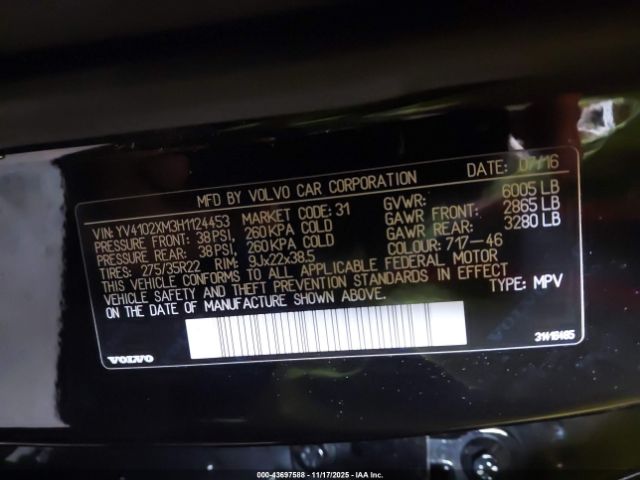 MFD BY VOLVO CAR CORPORATION DATE: 07/16
VIN: YV4102XM3H1124453 MARKET CODE: 31 GVWR: 6005 LB
PRESSURE FRONT: 38PSI, 260KPA COLD GAWR FRONT: 2865 LB
PRESSURE REAR: 38PSI, 260KPA COLD GAWR REAR: 3280 LB
TIRES: 275/35R22 RIM: 9Jx22x38.5 COLOUR: 717-46
THIS VEHICLE CONFORMS TO ALL APPLICABLE FEDERAL MOTOR
VEHICLE SAFETY AND THEFT PREVENTION STANDARDS IN EFFECT
ON THE DATE OF MANUFACTURE SHOWN ABOVE. TYPE: MPV
VOLVO 31418485
000-43697588 | 11/17/2025 | IAA Inc.